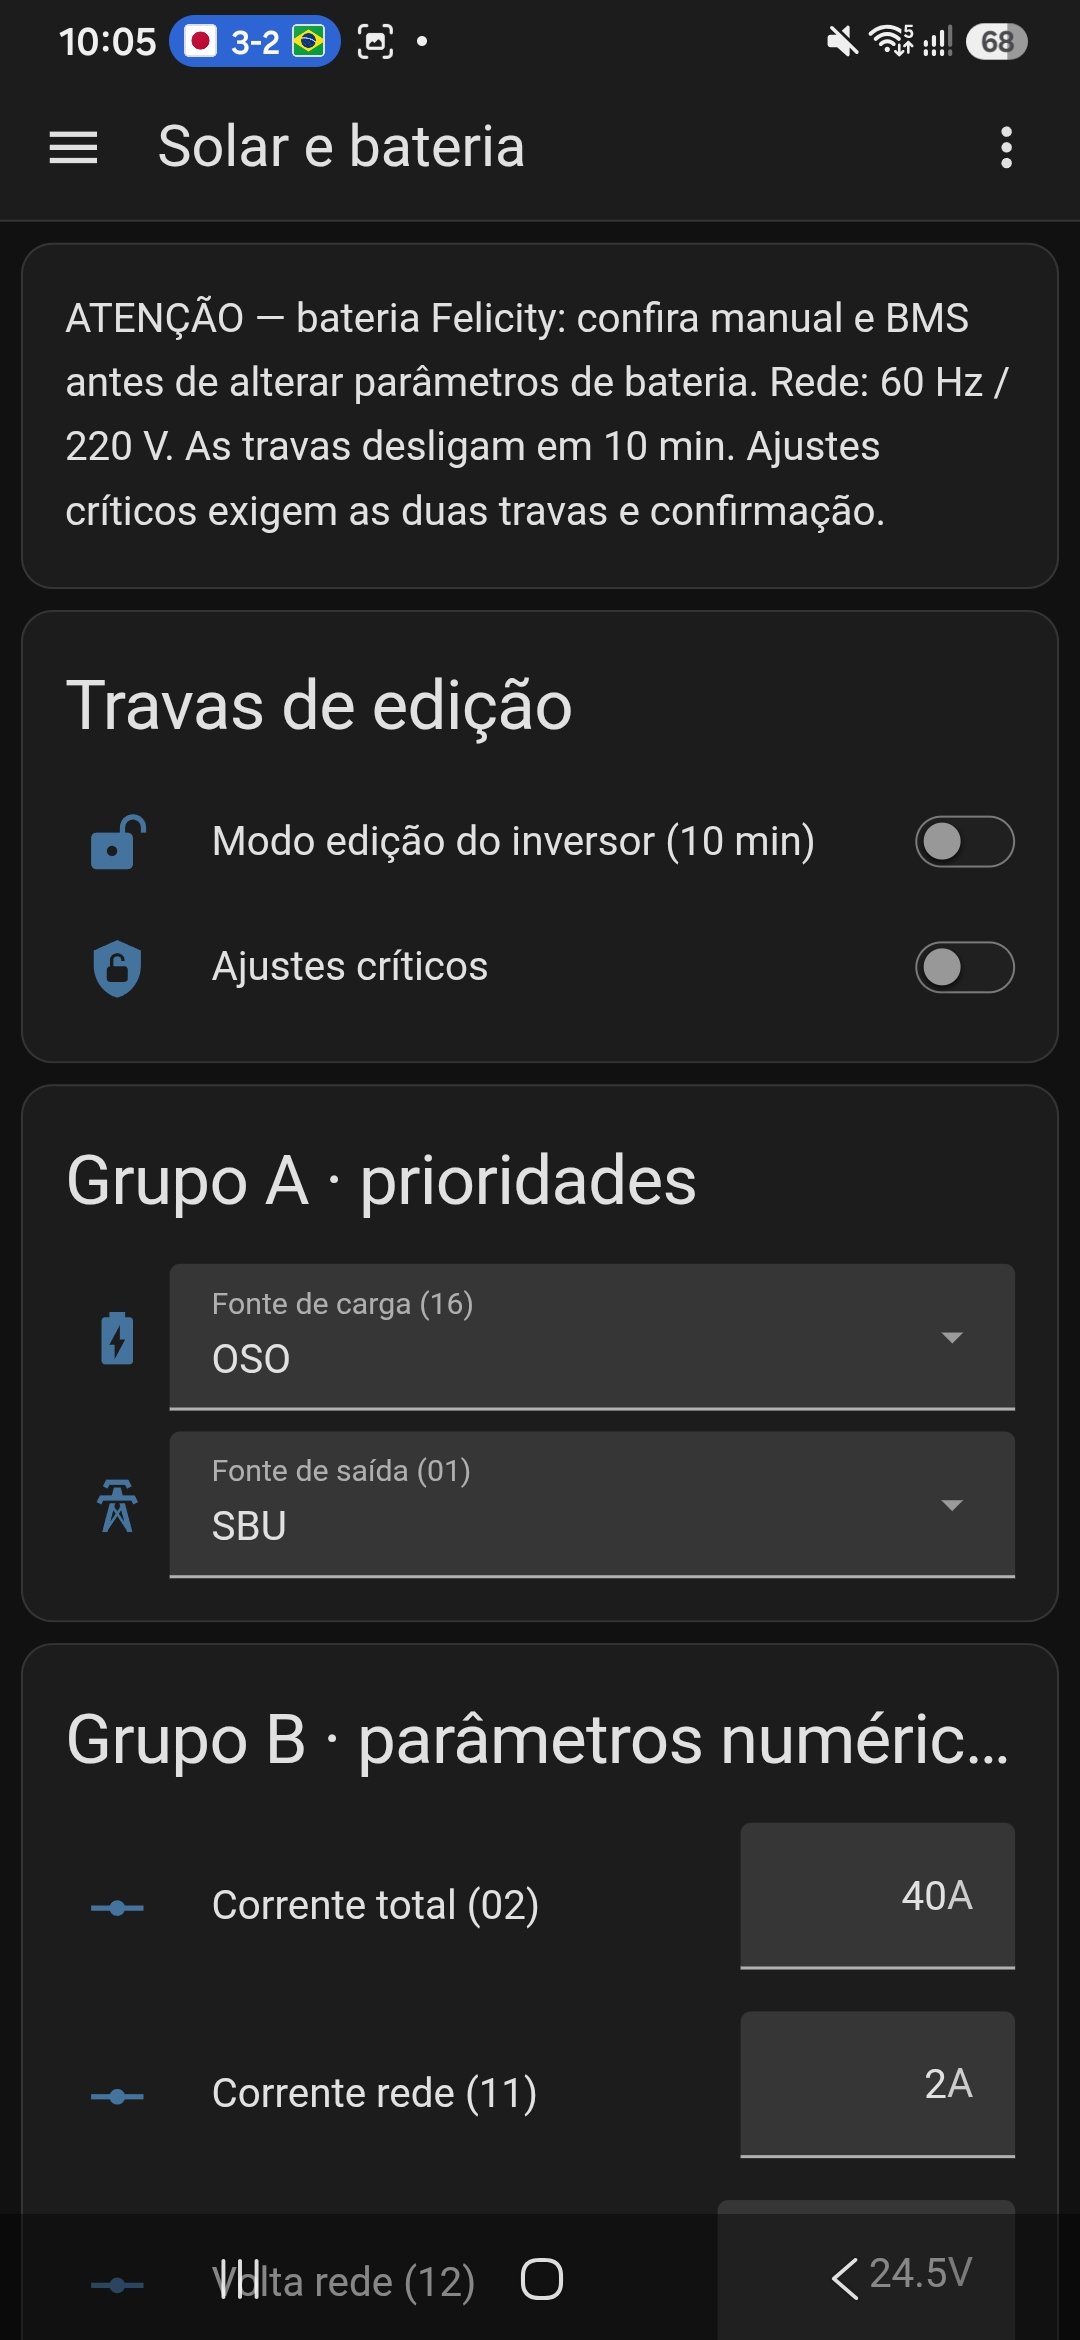 10:05 3-2 5 68
Solar e bateria
ATENÇÃO — bateria Felicity: confira manual e BMS
antes de alterar parâmetros de bateria. Rede: 60 Hz /
220 V. As travas desligam em 10 min. Ajustes
críticos exigem as duas travas e confirmação.
Travas de edição
Modo edição do inversor (10 min)
Ajustes críticos
Grupo A · prioridades
Fonte de carga (16)
OSO
Fonte de saída (01)
SBU
Grupo B · parâmetros numéric...
Corrente total (02) 40A
Corrente rede (11) 2A
Volta rede (12) 24.5V